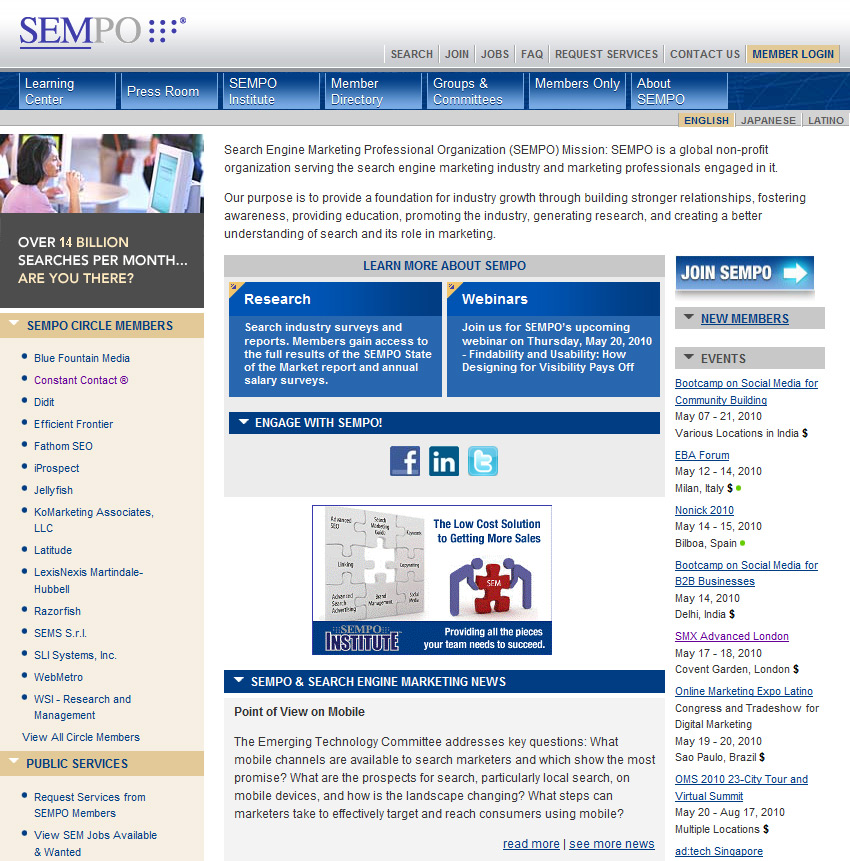 SEMPO ®
SEARCH
JOIN
JOBS
FAQ
REQUEST SERVICES
CONTACT US
MEMBER LOGIN
Learning
Center
Press Room
SEMPO
Institute
Member
Directory
Groups &
Committees
Members Only
About
SEMPO
ENGLISH
JAPANESE
LATINO
OVER 14 BILLION
SEARCHES PER MONTH...
ARE YOU THERE?
SEMPO CIRCLE MEMBERS
Blue Fountain Media
Constant Contact ®
Didit
Efficient Frontier
Fathom SEO
iProspect
Jellyfish
KoMarketing Associates,
LLC
Latitude
LexisNexis Martindale-
Hubbell
Razorfish
SEMS S.r.l.
SLI Systems, Inc.
WebMetro
WSI - Research and
Management
View All Circle Members
PUBLIC SERVICES
Request Services from
SEMPO Members
View SEM Jobs Available
& Wanted
Search Engine Marketing Professional Organization (SEMPO) Mission: SEMPO is a global non-profit
organization serving the search engine marketing industry and marketing professionals engaged in it.
Our purpose is to provide a foundation for industry growth through building stronger relationships, fostering
awareness, providing education, promoting the industry, generating research, and creating a better
understanding of search and its role in marketing.
LEARN MORE ABOUT SEMPO
Research
Search industry surveys and
reports. Members gain access to
the full results of the SEMPO State
of the Market report and annual
salary surveys.
Webinars
Join us for SEMPO's upcoming
webinar on Thursday, May 20, 2010
- Findability and Usability: How
Designing for Visibility Pays Off
ENGAGE WITH SEMPO!
f
in
t
Advanced
SEO
Search
Marketing
Guide
Keywords
Linking
Copywriting
Advanced
Search
Advertising
Brand
Management
Social
Media
The Low Cost Solution
to Getting More Sales
SEM
SEMPO
INSTITUTE
Providing all the pieces
your team needs to succeed.
SEMPO & SEARCH ENGINE MARKETING NEWS
Point of View on Mobile
The Emerging Technology Committee addresses key questions: What
mobile channels are available to search marketers and which show the most
promise? What are the prospects for search, particularly local search, on
mobile devices, and how is the landscape changing? What steps can
marketers take to effectively target and reach consumers using mobile?
read more | see more news
JOIN SEMPO
NEW MEMBERS
EVENTS
Bootcamp on Social Media for
Community Building
May 07 - 21, 2010
Various Locations in India $
EBA Forum
May 12 - 14, 2010
Milan, Italy $
Nonick 2010
May 14 - 15, 2010
Bilboa, Spain
Bootcamp on Social Media for
B2B Businesses
May 14, 2010
Delhi, India $
SMX Advanced London
May 17 - 18, 2010
Covent Garden, London $
Online Marketing Expo Latino
Congress and Tradeshow for
Digital Marketing
May 19 - 20, 2010
Sao Paulo, Brazil $
OMS 2010 23-City Tour and
Virtual Summit
May 20 - Aug 17, 2010
Multiple Locations $
ad:tech Singapore